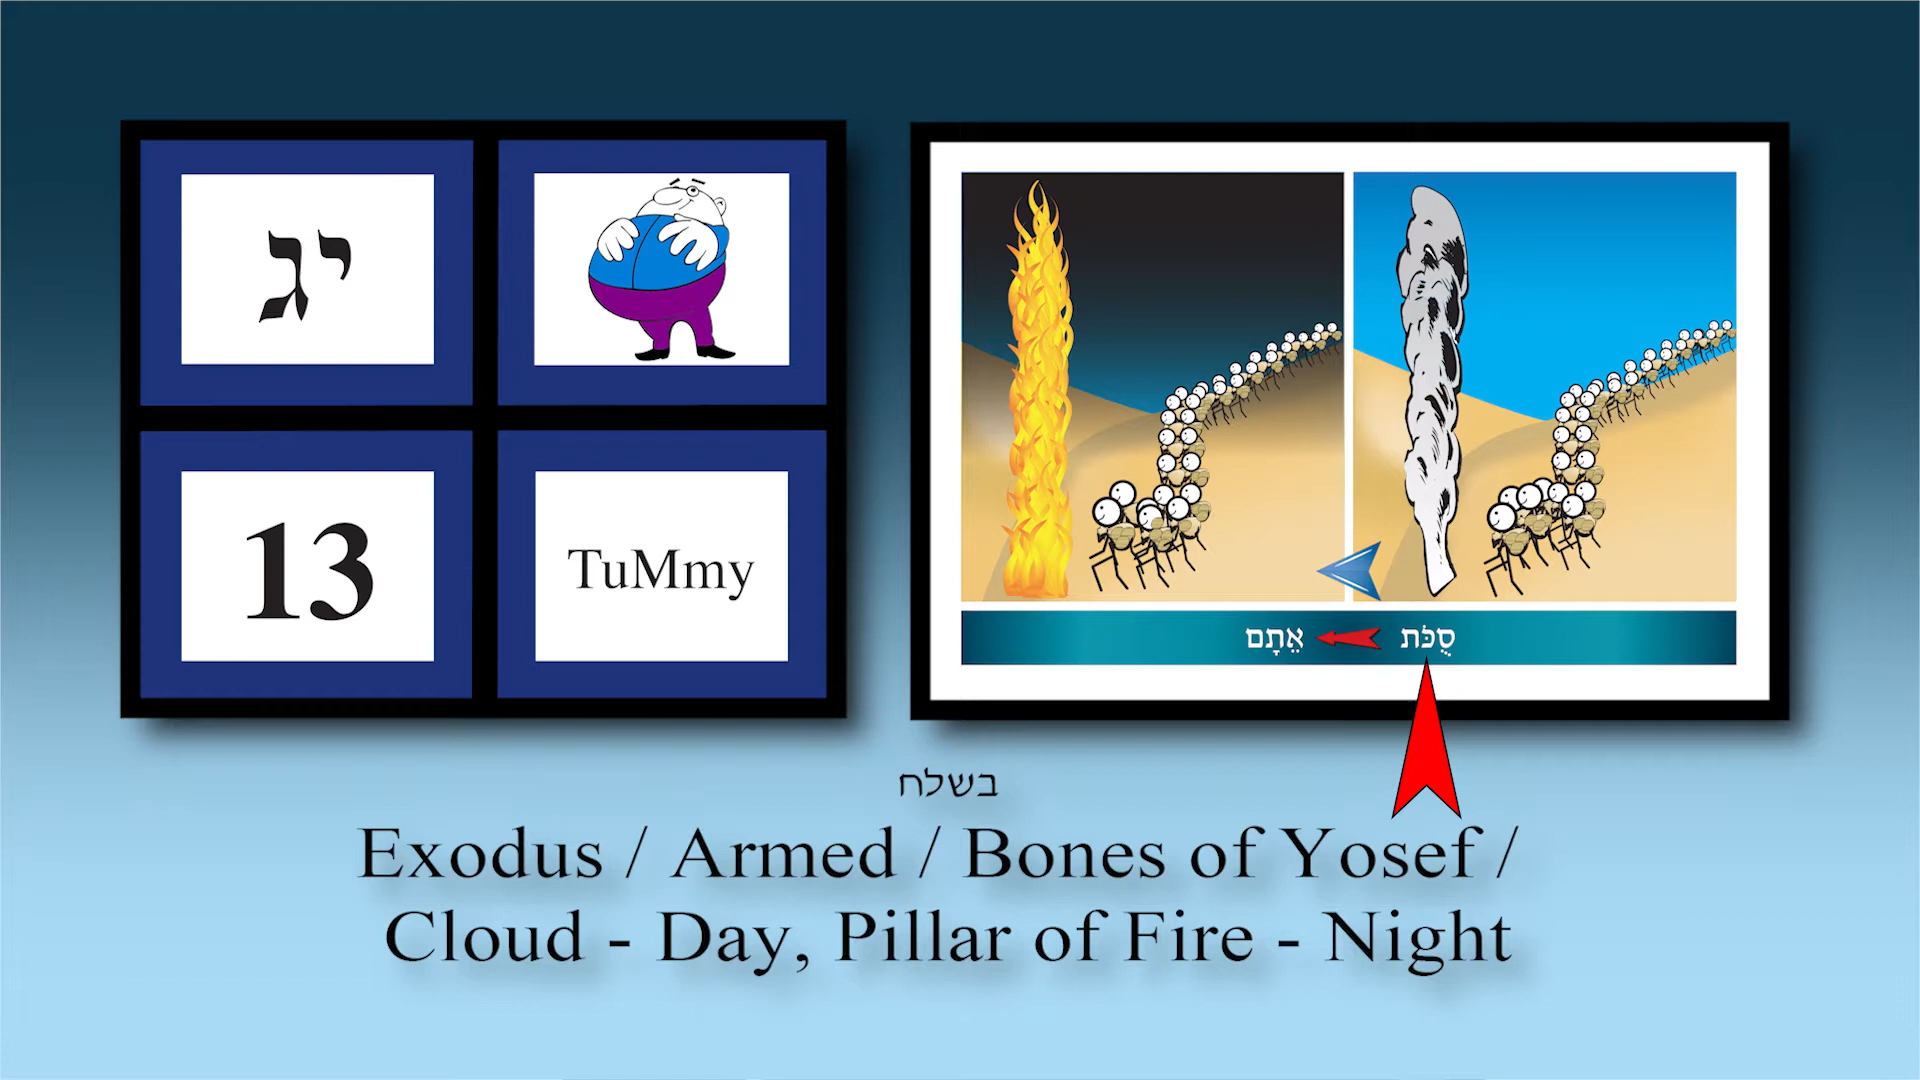 יג
13
TuMmy
סֻכֹּת אֵתָם
בשלח
Exodus / Armed / Bones of Yosef /
Cloud - Day, Pillar of Fire - Night